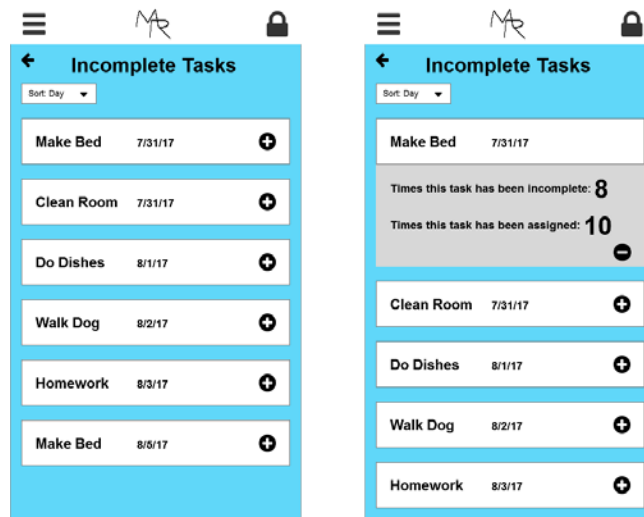 MAR
Incomplete Tasks
Sort: Day
Make Bed 7/31/17
Clean Room 7/31/17
Do Dishes 8/1/17
Walk Dog 8/2/17
Homework 8/3/17
Make Bed 8/5/17
MAR
Incomplete Tasks
Sort: Day
Make Bed 7/31/17
Times this task has been incomplete: 8
Times this task has been assigned: 10
Clean Room 7/31/17
Do Dishes 8/1/17
Walk Dog 8/2/17
Homework 8/3/17